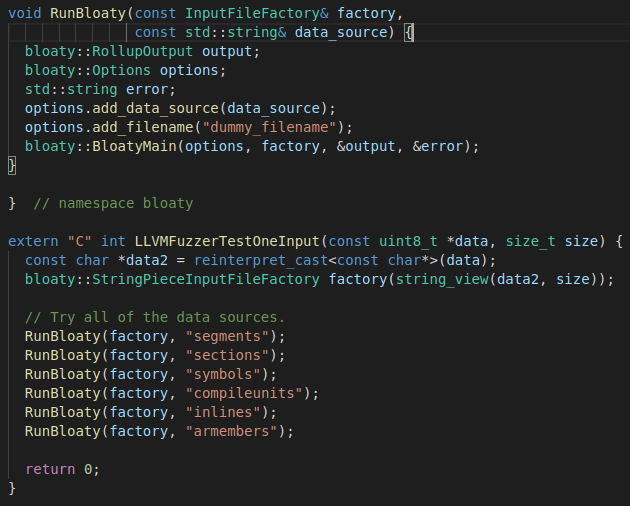 void RunBloaty(const InputFileFactory& factory,
               const std::string& data_source) {
  bloaty::RollupOutput output;
  bloaty::Options options;
  std::string error;
  options.add_data_source(data_source);
  options.add_filename("dummy_filename");
  bloaty::BloatyMain(options, factory, &output, &error);
}

}  // namespace bloaty

extern "C" int LLVMFuzzerTestOneInput(const uint8_t *data, size_t size) {
  const char *data2 = reinterpret_cast<const char*>(data);
  bloaty::StringPieceInputFileFactory factory(string_view(data2, size));

  // Try all of the data sources.
  RunBloaty(factory, "segments");
  RunBloaty(factory, "sections");
  RunBloaty(factory, "symbols");
  RunBloaty(factory, "compileunits");
  RunBloaty(factory, "inlines");
  RunBloaty(factory, "armembers");

  return 0;
}